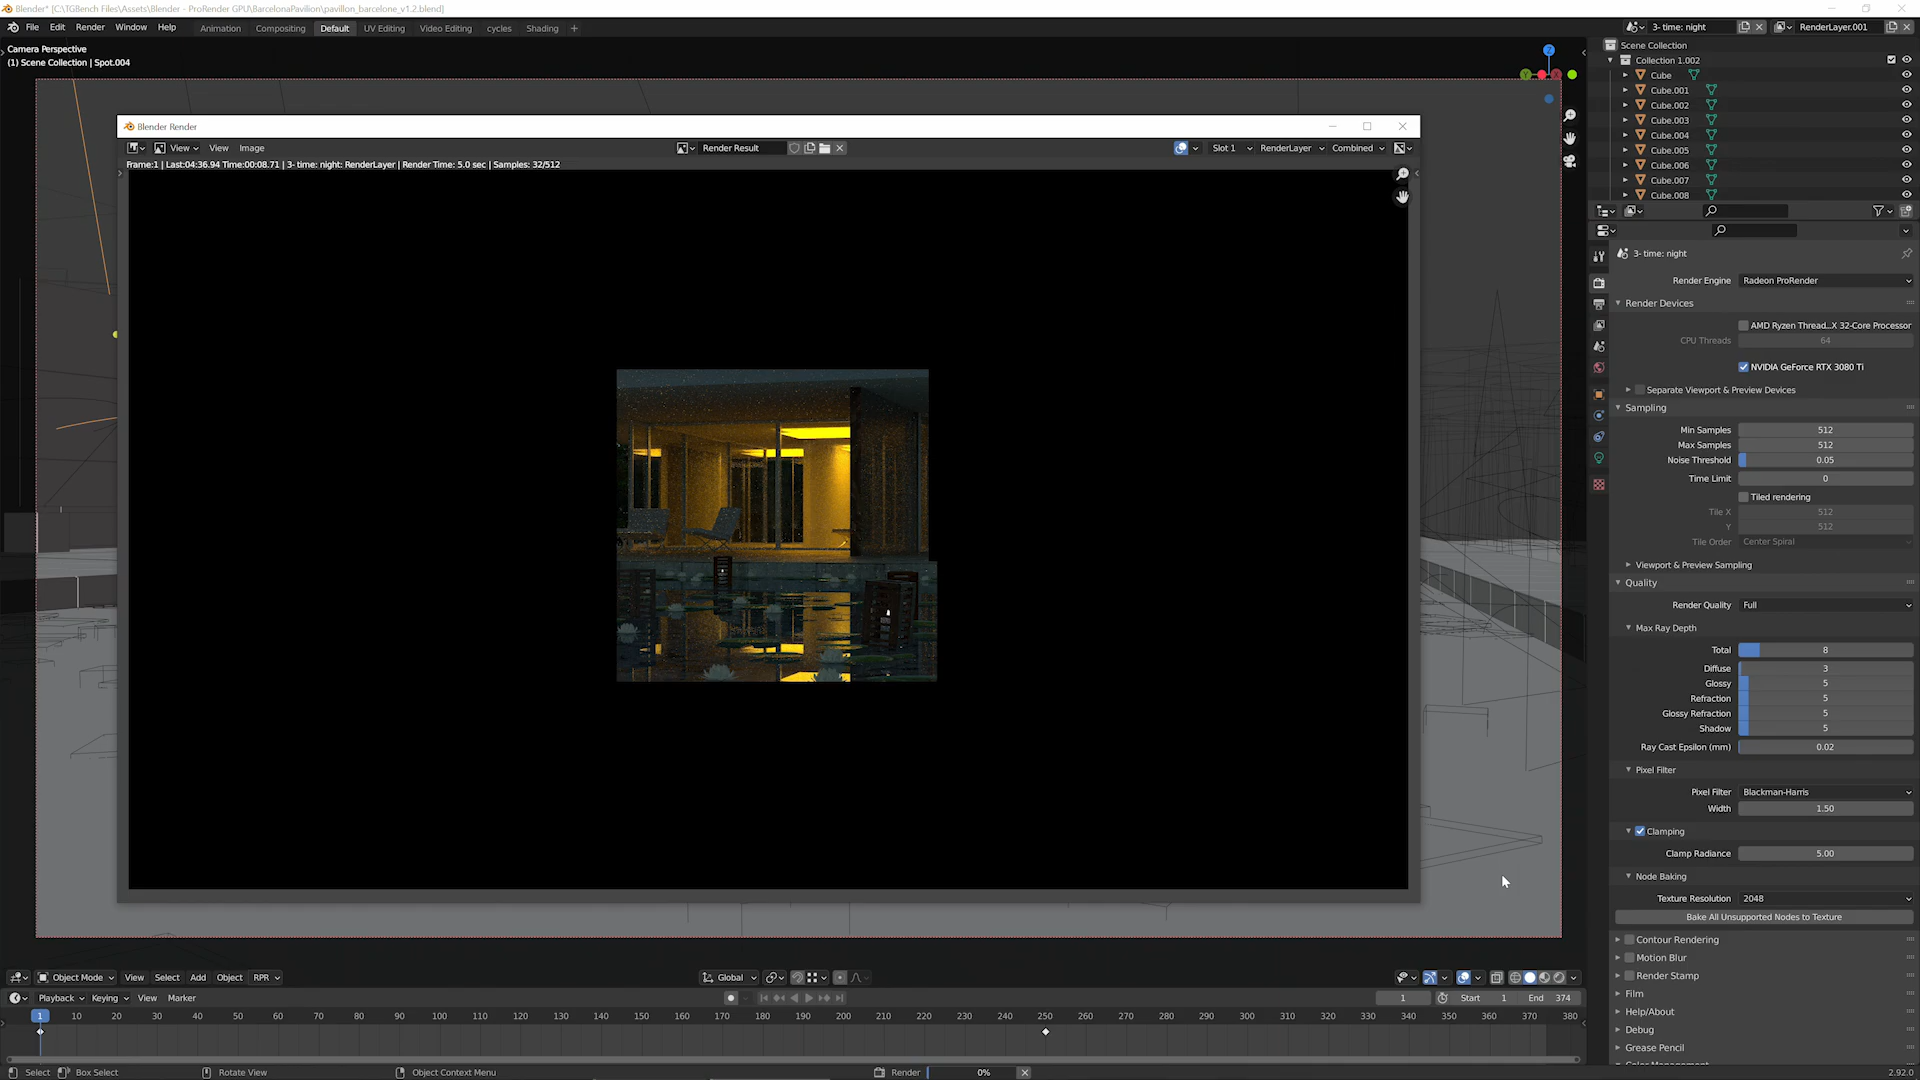 Blender* [C:\TGBench Files\Assets\Blender - ProRender GPU\BarcelonaPavilion\pavillon_barcelone_v1.2.blend]
File Edit Render Window Help
Animation Compositing Default UV Editing Video Editing cycles Shading +
3- time: night
RenderLayer.001
Camera Perspective
(1) Scene Collection | Spot.004
Z
Y
X
Blender Render
View View Image
Render Result
Slot 1 RenderLayer Combined
Frame:1 | Last:04:36.94 Time:00:08.71 | 3- time: night: RenderLayer | Render Time: 5.0 sec | Samples: 32/512
Scene Collection
Collection 1.002
Cube
Cube.001
Cube.002
Cube.003
Cube.004
Cube.005
Cube.006
Cube.007
Cube.008
3- time: night
Render Engine Radeon ProRender
Render Devices
AMD Ryzen Thread...X 32-Core Processor
CPU Threads 64
NVIDIA GeForce RTX 3080 Ti
Separate Viewport & Preview Devices
Sampling
Min Samples 512
Max Samples 512
Noise Threshold 0.05
Time Limit 0
Tiled rendering
Tile X 512
Y 512
Tile Order Center Spiral
Viewport & Preview Sampling
Quality
Render Quality Full
Max Ray Depth
Total 8
Diffuse 3
Glossy 5
Refraction 5
Glossy Refraction 5
Shadow 5
Ray Cast Epsilon (mm) 0.02
Pixel Filter
Pixel Filter Blackman-Harris
Width 1.50
Clamping
Clamp Radiance 5.00
Node Baking
Texture Resolution 2048
Bake All Unsupported Nodes to Texture
Contour Rendering
Motion Blur
Render Stamp
Film
Help/About
Debug
Grease Pencil
Object Mode View Select Add Object RPR
Global
Playback Keying View Marker
1 Start 1 End 374
1 10 20 30 40 50 60 70 80 90 100 110 120 130 140 150 160 170 180 190 200 210 220 230 240 250 260 270 280 290 300 310 320 330 340 350 360 370 380
Select Box Select Rotate View Object Context Menu Render 0% 2.92.0